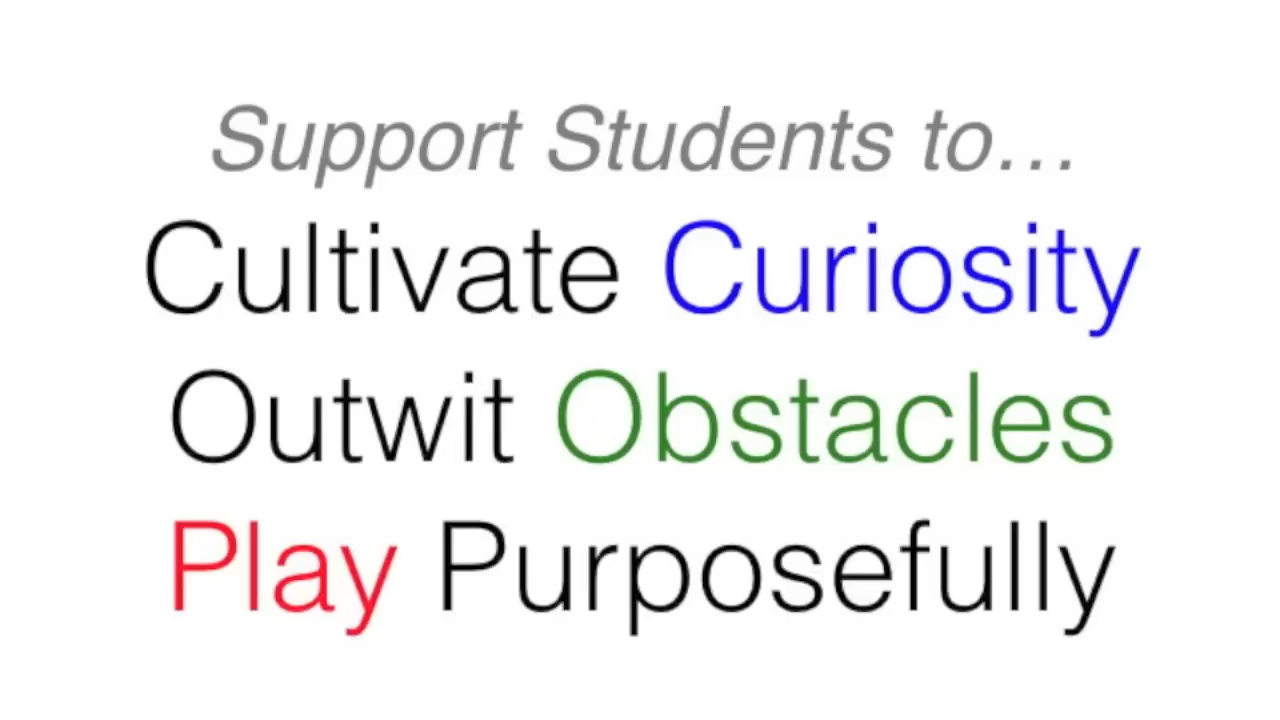 Support Students to…
Cultivate Curiosity
Outwit Obstacles
Play Purposefully